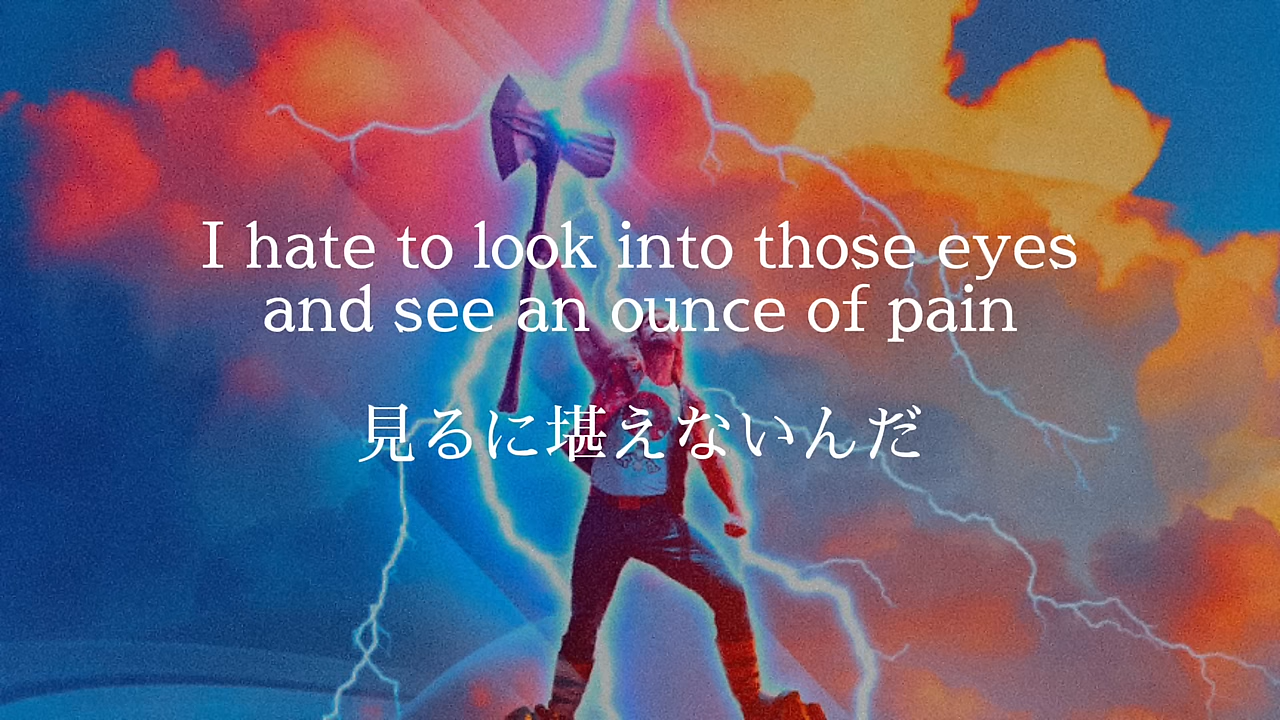 I hate to look into those eyes
and see an ounce of pain
見るに堪えないんだ